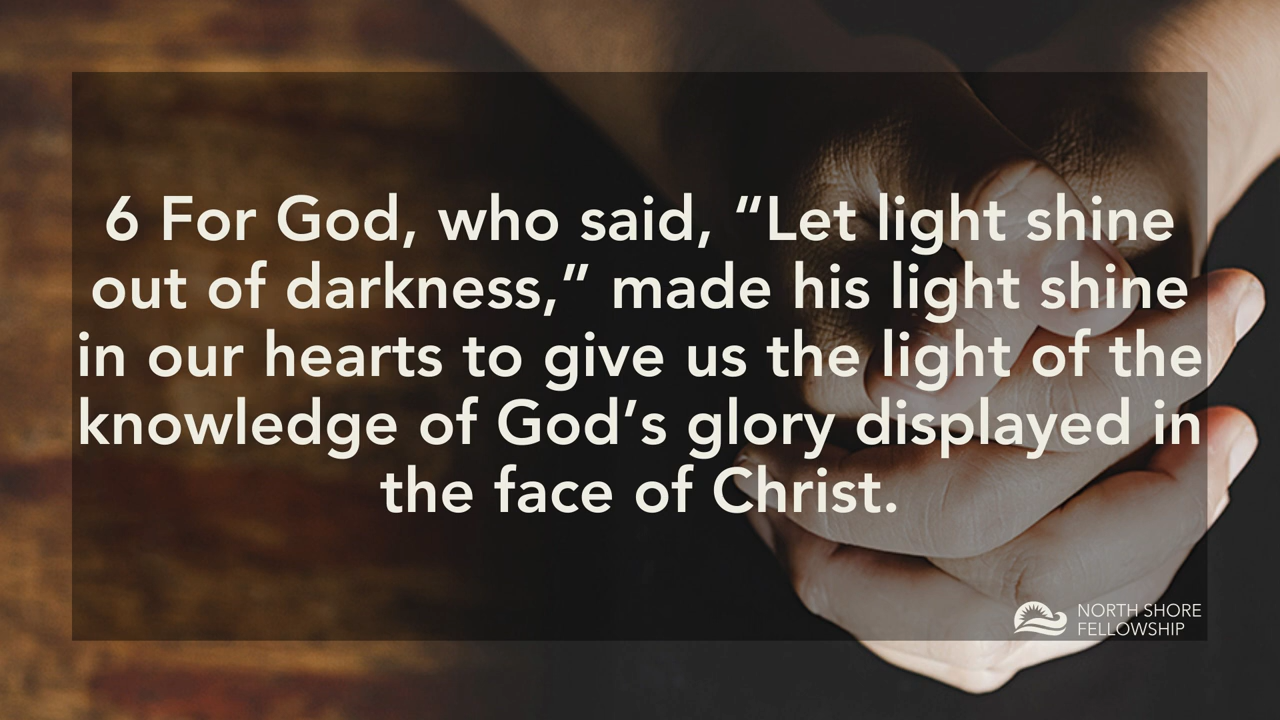 6 For God, who said, “Let light shine
out of darkness,” made his light shine
in our hearts to give us the light of the
knowledge of God’s glory displayed in
the face of Christ.
NORTH SHORE
FELLOWSHIP